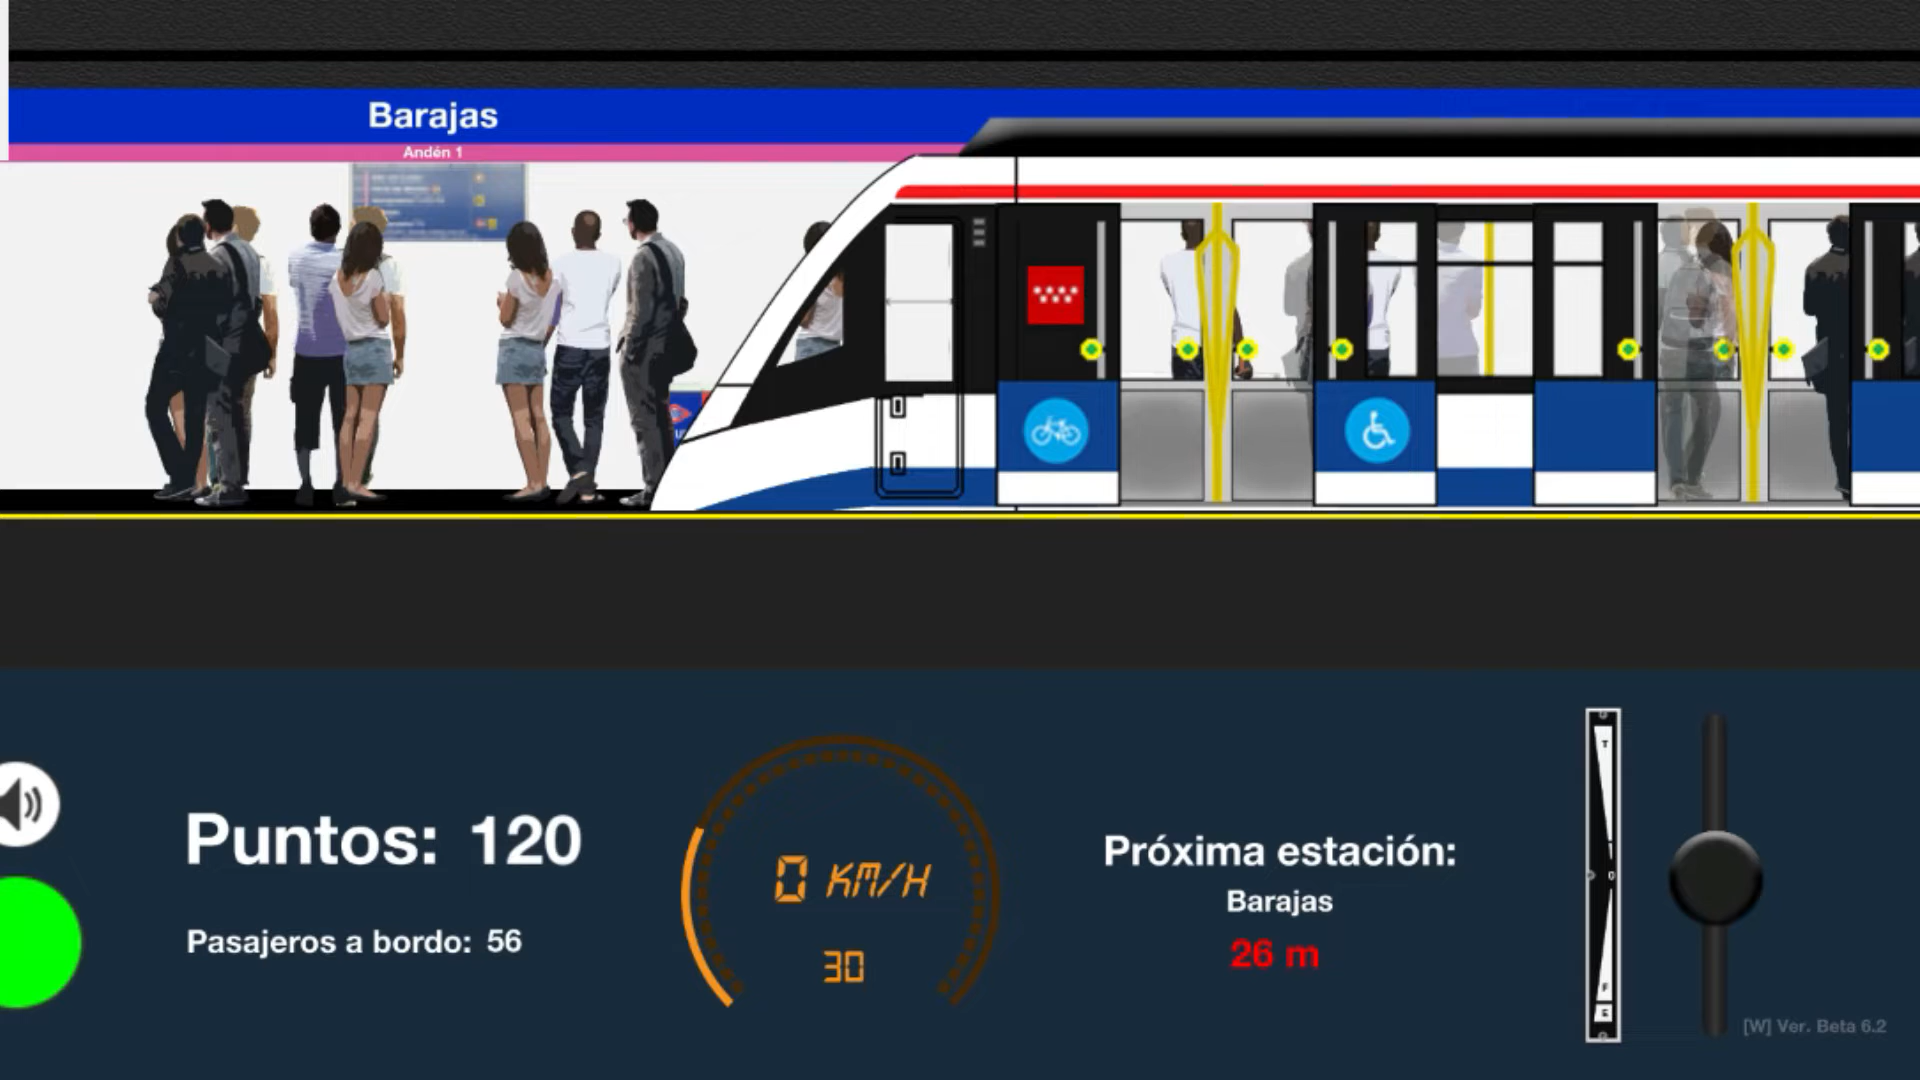 Barajas
Andén 1
Puntos: 120
Pasajeros a bordo: 56
0 KM/H
30
Próxima estación:
Barajas
26 m
T
0
F
E
[W] Ver. Beta 6.2